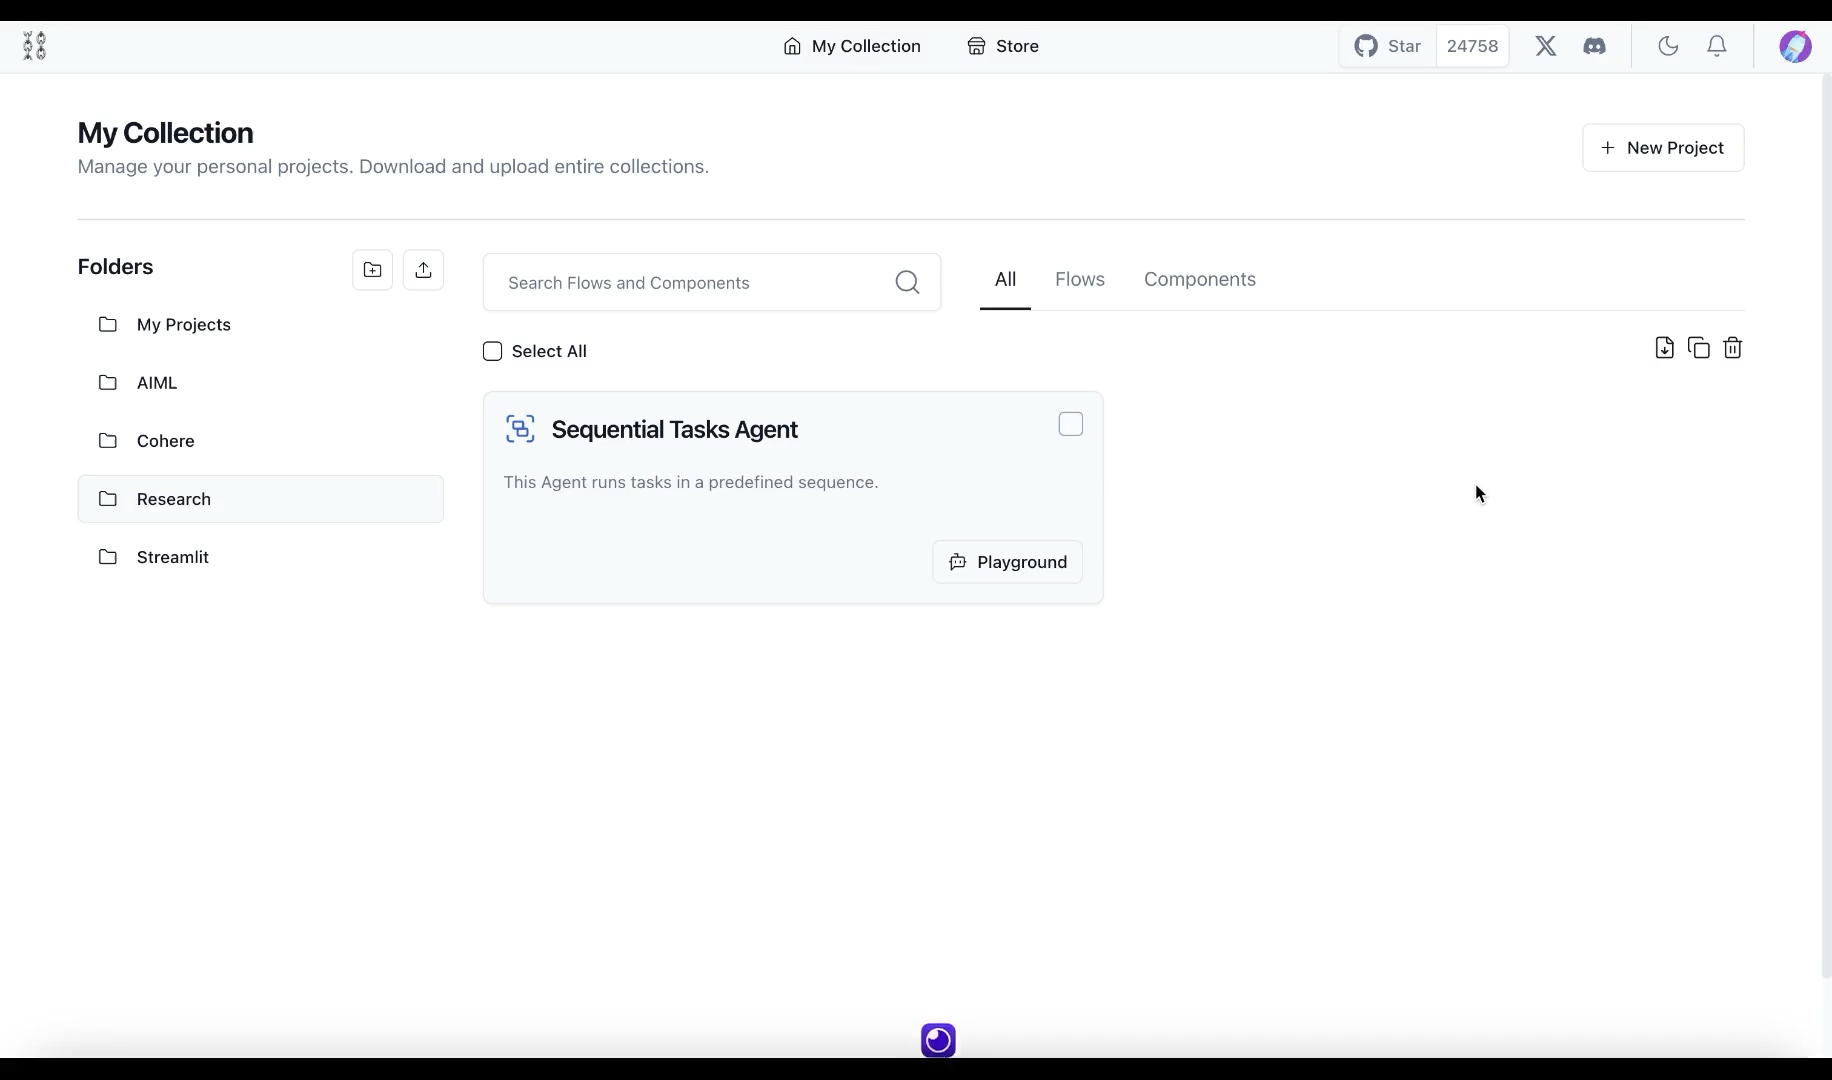 My Collection
Store
Star
24758
My Collection
Manage your personal projects. Download and upload entire collections.
New Project
Folders
My Projects
AIML
Cohere
Research
Streamlit
Search Flows and Components
All
Flows
Components
Select All
Sequential Tasks Agent
This Agent runs tasks in a predefined sequence.
Playground